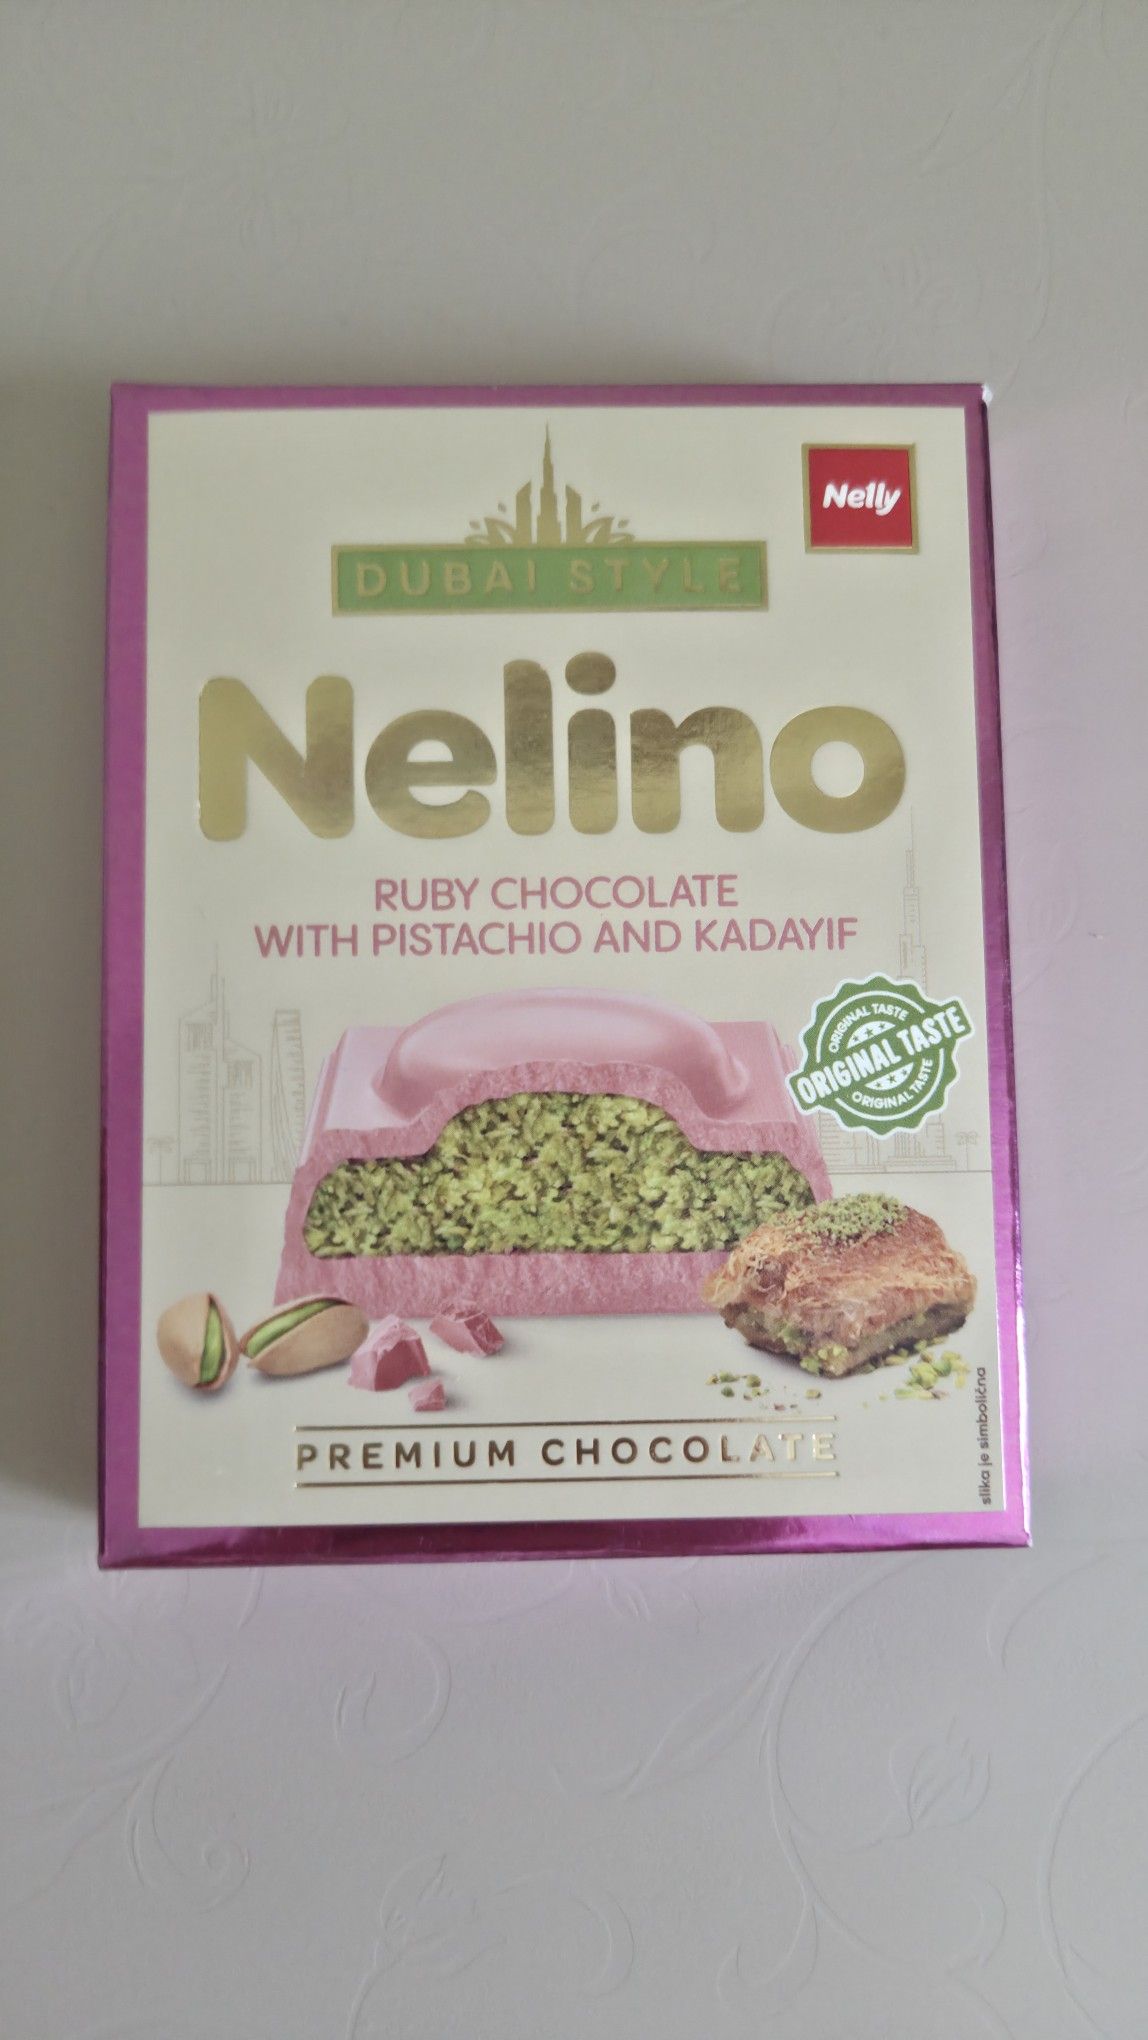 Nelly
DUBAI STYLE
Nelino
RUBY CHOCOLATE
WITH PISTACHIO AND KADAYIF
ORIGINAL TASTE
ORIGINAL TASTE
ORIGINAL TASTE
PREMIUM CHOCOLATE
slika je simbolična